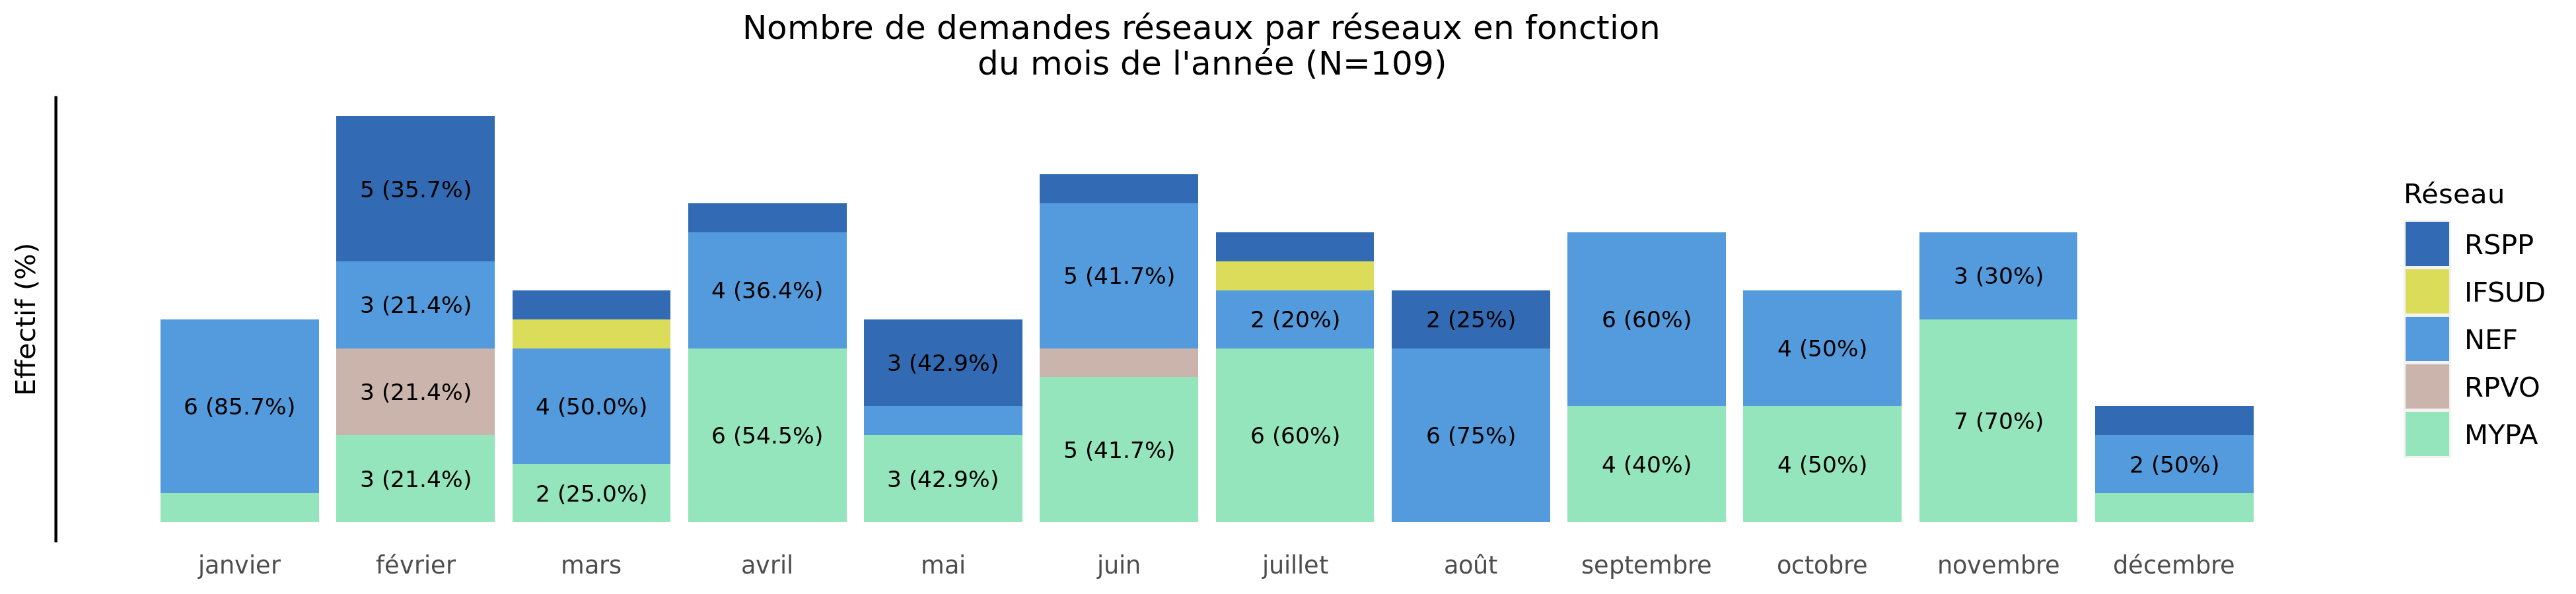 Nombre de demandes réseaux par réseaux en fonction
du mois de l'année (N=109)
Effectif (%)
6 (85.7%)
5 (35.7%)
3 (21.4%)
3 (21.4%)
3 (21.4%)
4 (50.0%)
2 (25.0%)
4 (36.4%)
6 (54.5%)
3 (42.9%)
3 (42.9%)
5 (41.7%)
5 (41.7%)
2 (20%)
6 (60%)
2 (25%)
6 (75%)
6 (60%)
4 (40%)
4 (50%)
4 (50%)
3 (30%)
7 (70%)
2 (50%)
janvier
février
mars
avril
mai
juin
juillet
août
septembre
octobre
novembre
décembre
Réseau
RSPP
IFSUD
NEF
RPVO
MYPA